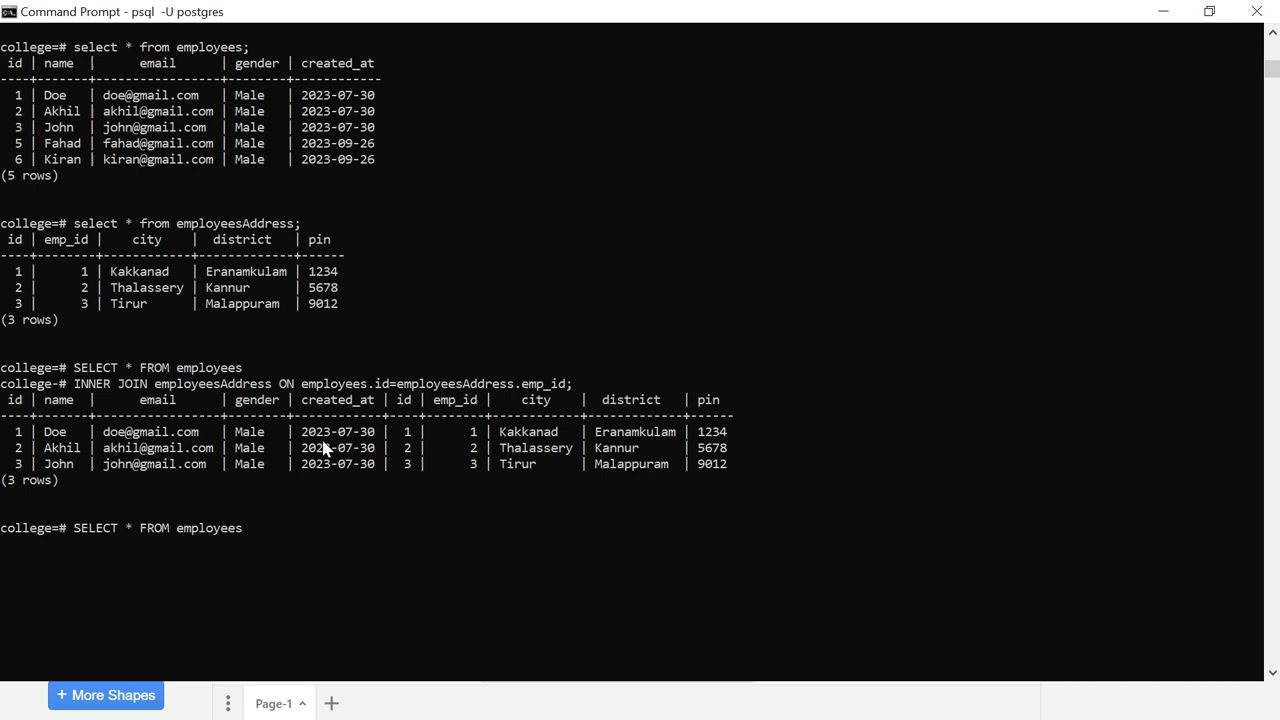 Command Prompt - psql -U postgres
college=# select * from employees;
id | name | email | gender | created_at
----+-------+-----------------+--------+------------
1 | Doe | doe@gmail.com | Male | 2023-07-30
2 | Akhil | akhil@gmail.com | Male | 2023-07-30
3 | John | john@gmail.com | Male | 2023-07-30
5 | Fahad | fahad@gmail.com | Male | 2023-09-26
6 | Kiran | kiran@gmail.com | Male | 2023-09-26
(5 rows)
college=# select * from employeesAddress;
id | emp_id | city | district | pin
----+--------+------------+-------------+------
1 | 1 | Kakkanad | Eranamkulam | 1234
2 | 2 | Thalassery | Kannur | 5678
3 | 3 | Tirur | Malappuram | 9012
(3 rows)
college=# SELECT * FROM employees
college-# INNER JOIN employeesAddress ON employees.id=employeesAddress.emp_id;
id | name | email | gender | created_at | id | emp_id | city | district | pin
----+-------+-----------------+--------+------------+----+--------+------------+-------------+------
1 | Doe | doe@gmail.com | Male | 2023-07-30 | 1 | 1 | Kakkanad | Eranamkulam | 1234
2 | Akhil | akhil@gmail.com | Male | 2023-07-30 | 2 | 2 | Thalassery | Kannur | 5678
3 | John | john@gmail.com | Male | 2023-07-30 | 3 | 3 | Tirur | Malappuram | 9012
(3 rows)
college=# SELECT * FROM employees
+ More Shapes
Page-1